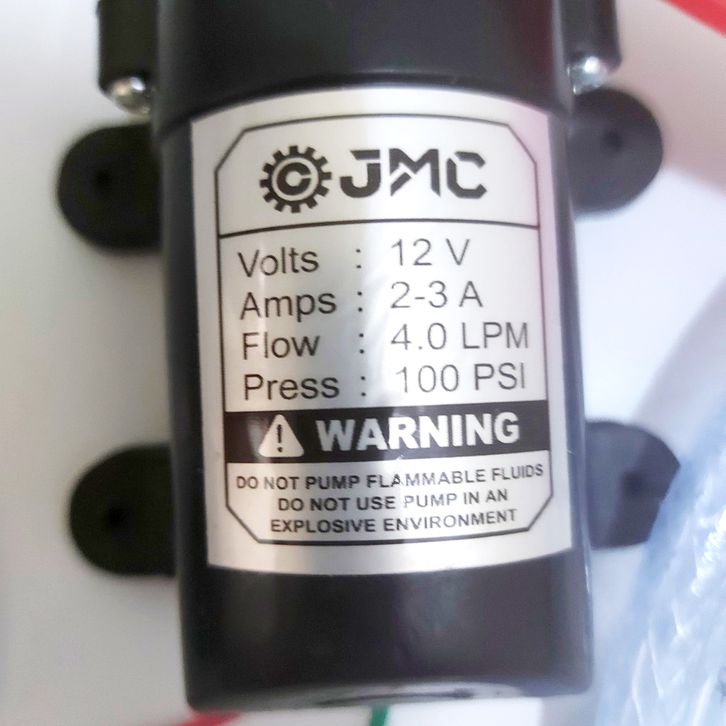 C JMC
Volts : 12 V
Amps : 2-3 A
Flow : 4.0 LPM
Press : 100 PSI
! WARNING
DO NOT PUMP FLAMMABLE FLUIDS
DO NOT USE PUMP IN AN
EXPLOSIVE ENVIRONMENT